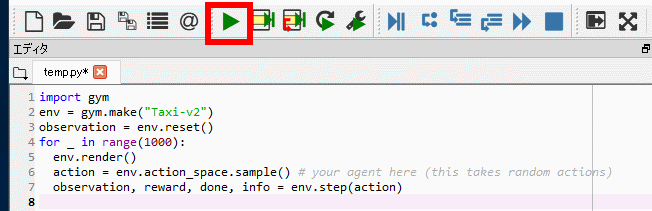 @
エディタ
temp.py*
1 import gym
2 env = gym.make("Taxi-v2")
3 observation = env.reset()
4 for _ in range(1000):
5   env.render()
6   action = env.action_space.sample() # your agent here (this takes random actions)
7   observation, reward, done, info = env.step(action)
8